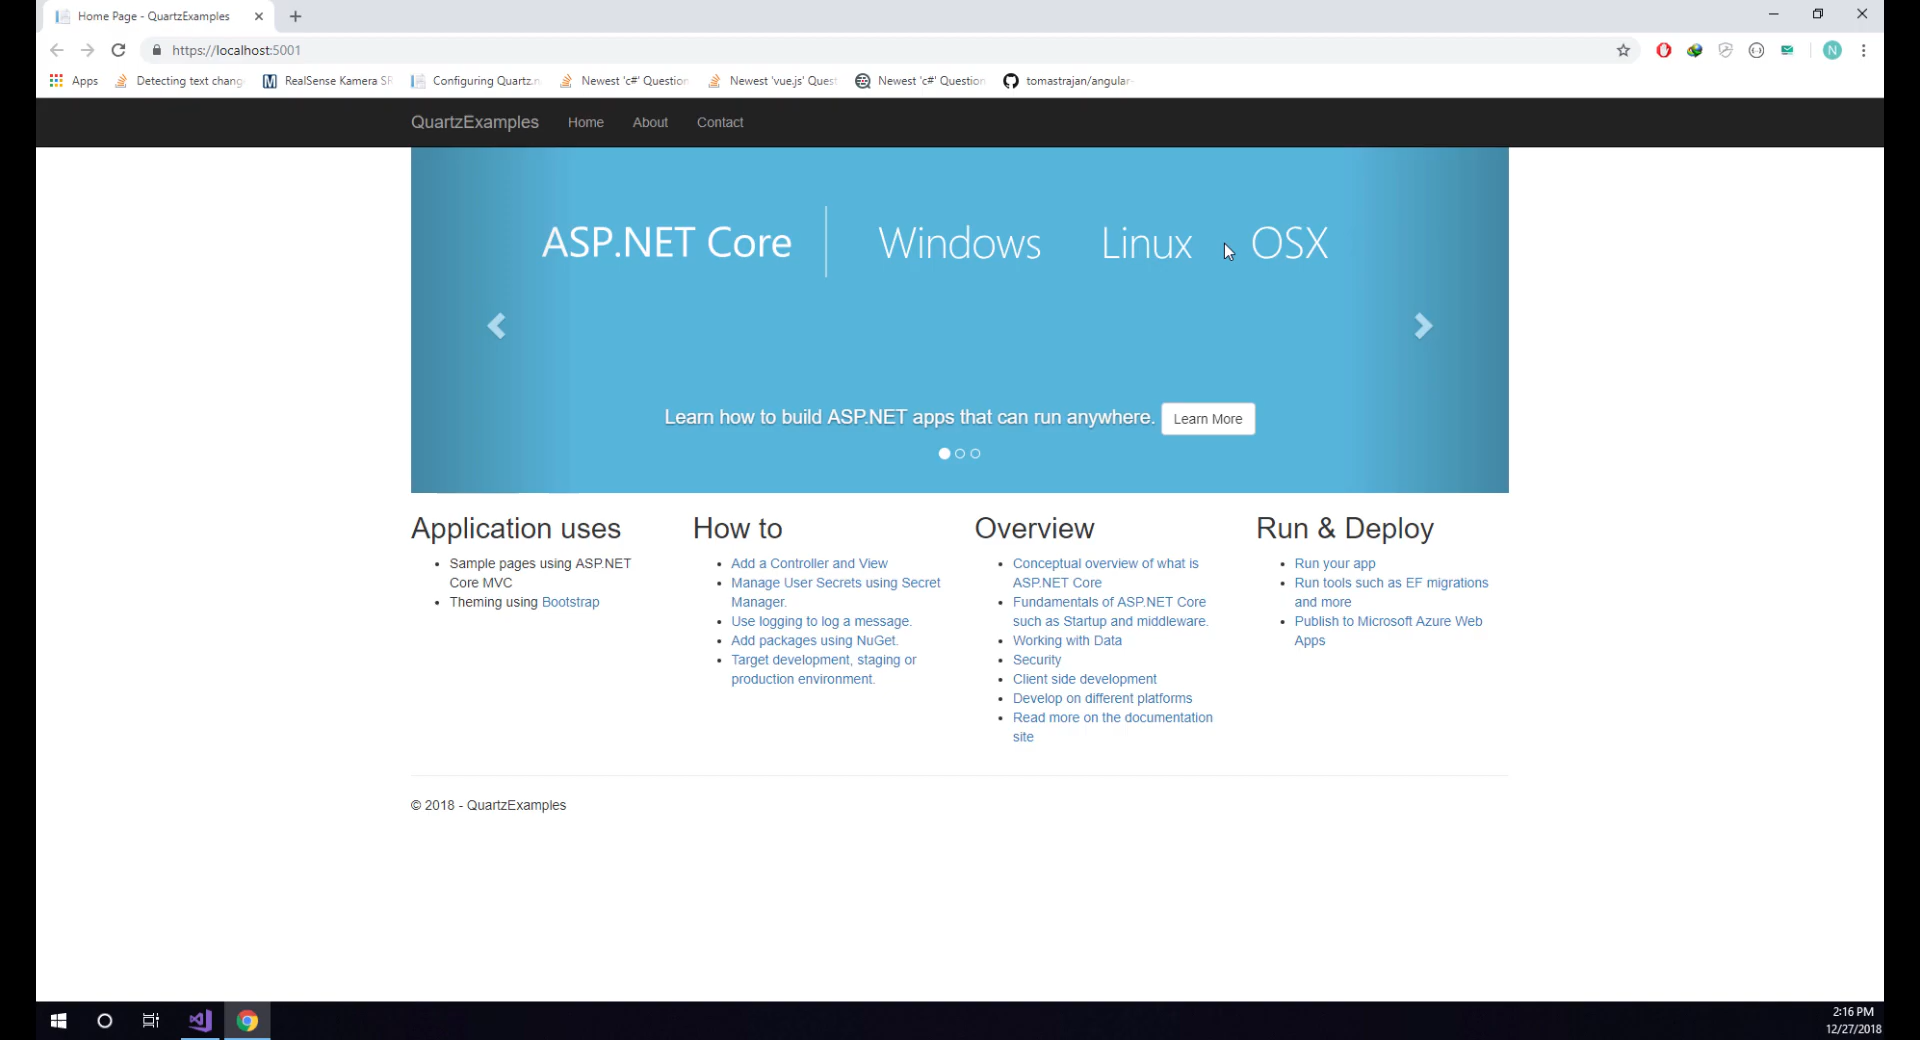 Home Page - QuartzExamples
https://localhost:5001
Apps Detecting text chang RealSense Kamera SR Configuring Quartz.n Newest 'c#' Question Newest 'vue.js' Quest Newest 'c#' Question tomastrajan/angular-
N
QuartzExamples Home About Contact
ASP.NET Core Windows Linux OSX
Learn how to build ASP.NET apps that can run anywhere. Learn More
Application uses
Sample pages using ASP.NET
Core MVC
Theming using Bootstrap
How to
Add a Controller and View
Manage User Secrets using Secret
Manager.
Use logging to log a message.
Add packages using NuGet.
Target development, staging or
production environment.
Overview
Conceptual overview of what is
ASP.NET Core
Fundamentals of ASP.NET Core
such as Startup and middleware.
Working with Data
Security
Client side development
Develop on different platforms
Read more on the documentation
site
Run & Deploy
Run your app
Run tools such as EF migrations
and more
Publish to Microsoft Azure Web
Apps
© 2018 - QuartzExamples
2:16 PM
12/27/2018